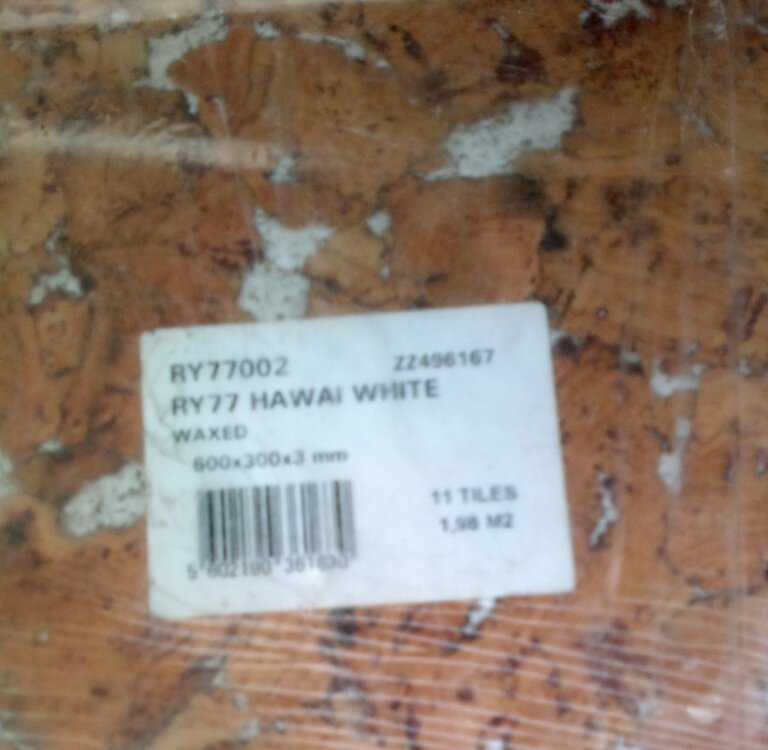 RY77002 ZZ496167
RY77 HAWAI WHITE
WAXED
600x300x3 mm
11 TILES
1,98 M2